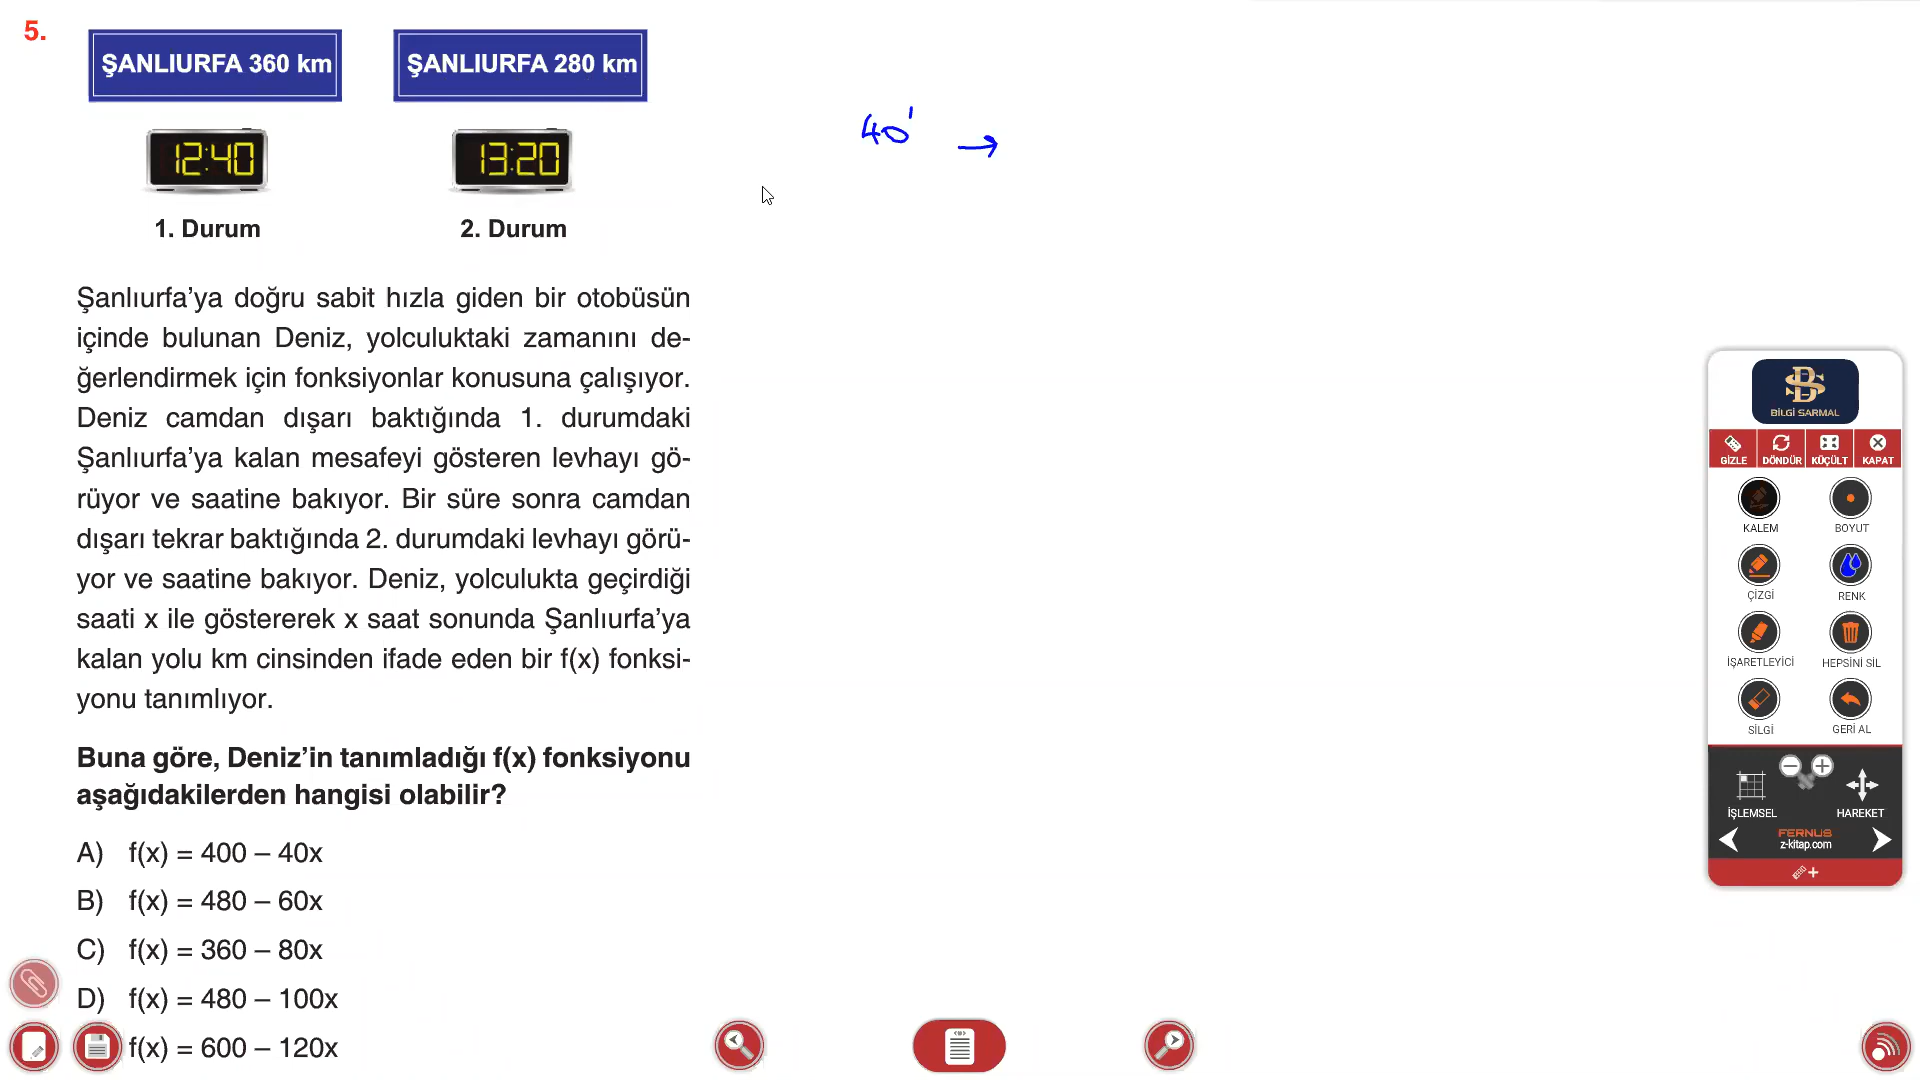 5.
ŞANLIURFA 360 km
ŞANLIURFA 280 km
12:40
13:20
1. Durum
2. Durum
40'
→
Şanlıurfa’ya doğru sabit hızla giden bir otobüsün
içinde bulunan Deniz, yolculuktaki zamanını de-
ğerlendirmek için fonksiyonlar konusuna çalışıyor.
Deniz camdan dışarı baktığında 1. durumdaki
Şanlıurfa’ya kalan mesafeyi gösteren levhayı gö-
rüyor ve saatine bakıyor. Bir süre sonra camdan
dışarı tekrar baktığında 2. durumdaki levhayı görü-
yor ve saatine bakıyor. Deniz, yolculukta geçirdiği
saati x ile göstererek x saat sonunda Şanlıurfa’ya
kalan yolu km cinsinden ifade eden bir f(x) fonksi-
yonu tanımlıyor.
Buna göre, Deniz’in tanımladığı f(x) fonksiyonu
aşağıdakilerden hangisi olabilir?
A) f(x) = 400 – 40x
B) f(x) = 480 – 60x
C) f(x) = 360 – 80x
D) f(x) = 480 – 100x
f(x) = 600 – 120x
BİLGİ SARMAL
GİZLE DÖNDÜR KÜÇÜLT KAPAT
KALEM BOYUT
ÇİZGİ RENK
İŞARETLEYİCİ HEPSİNİ SİL
SİLGİ GERİ AL
İŞLEMSEL HAREKET
FERNUS
z-kitap.com